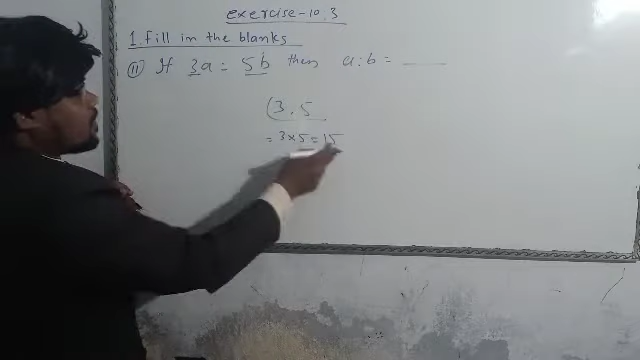 exercise-10.3
1. fill in the blanks
(ii) If 3a = 5b then a:b = ____
3, 5
= 3×5 = 15